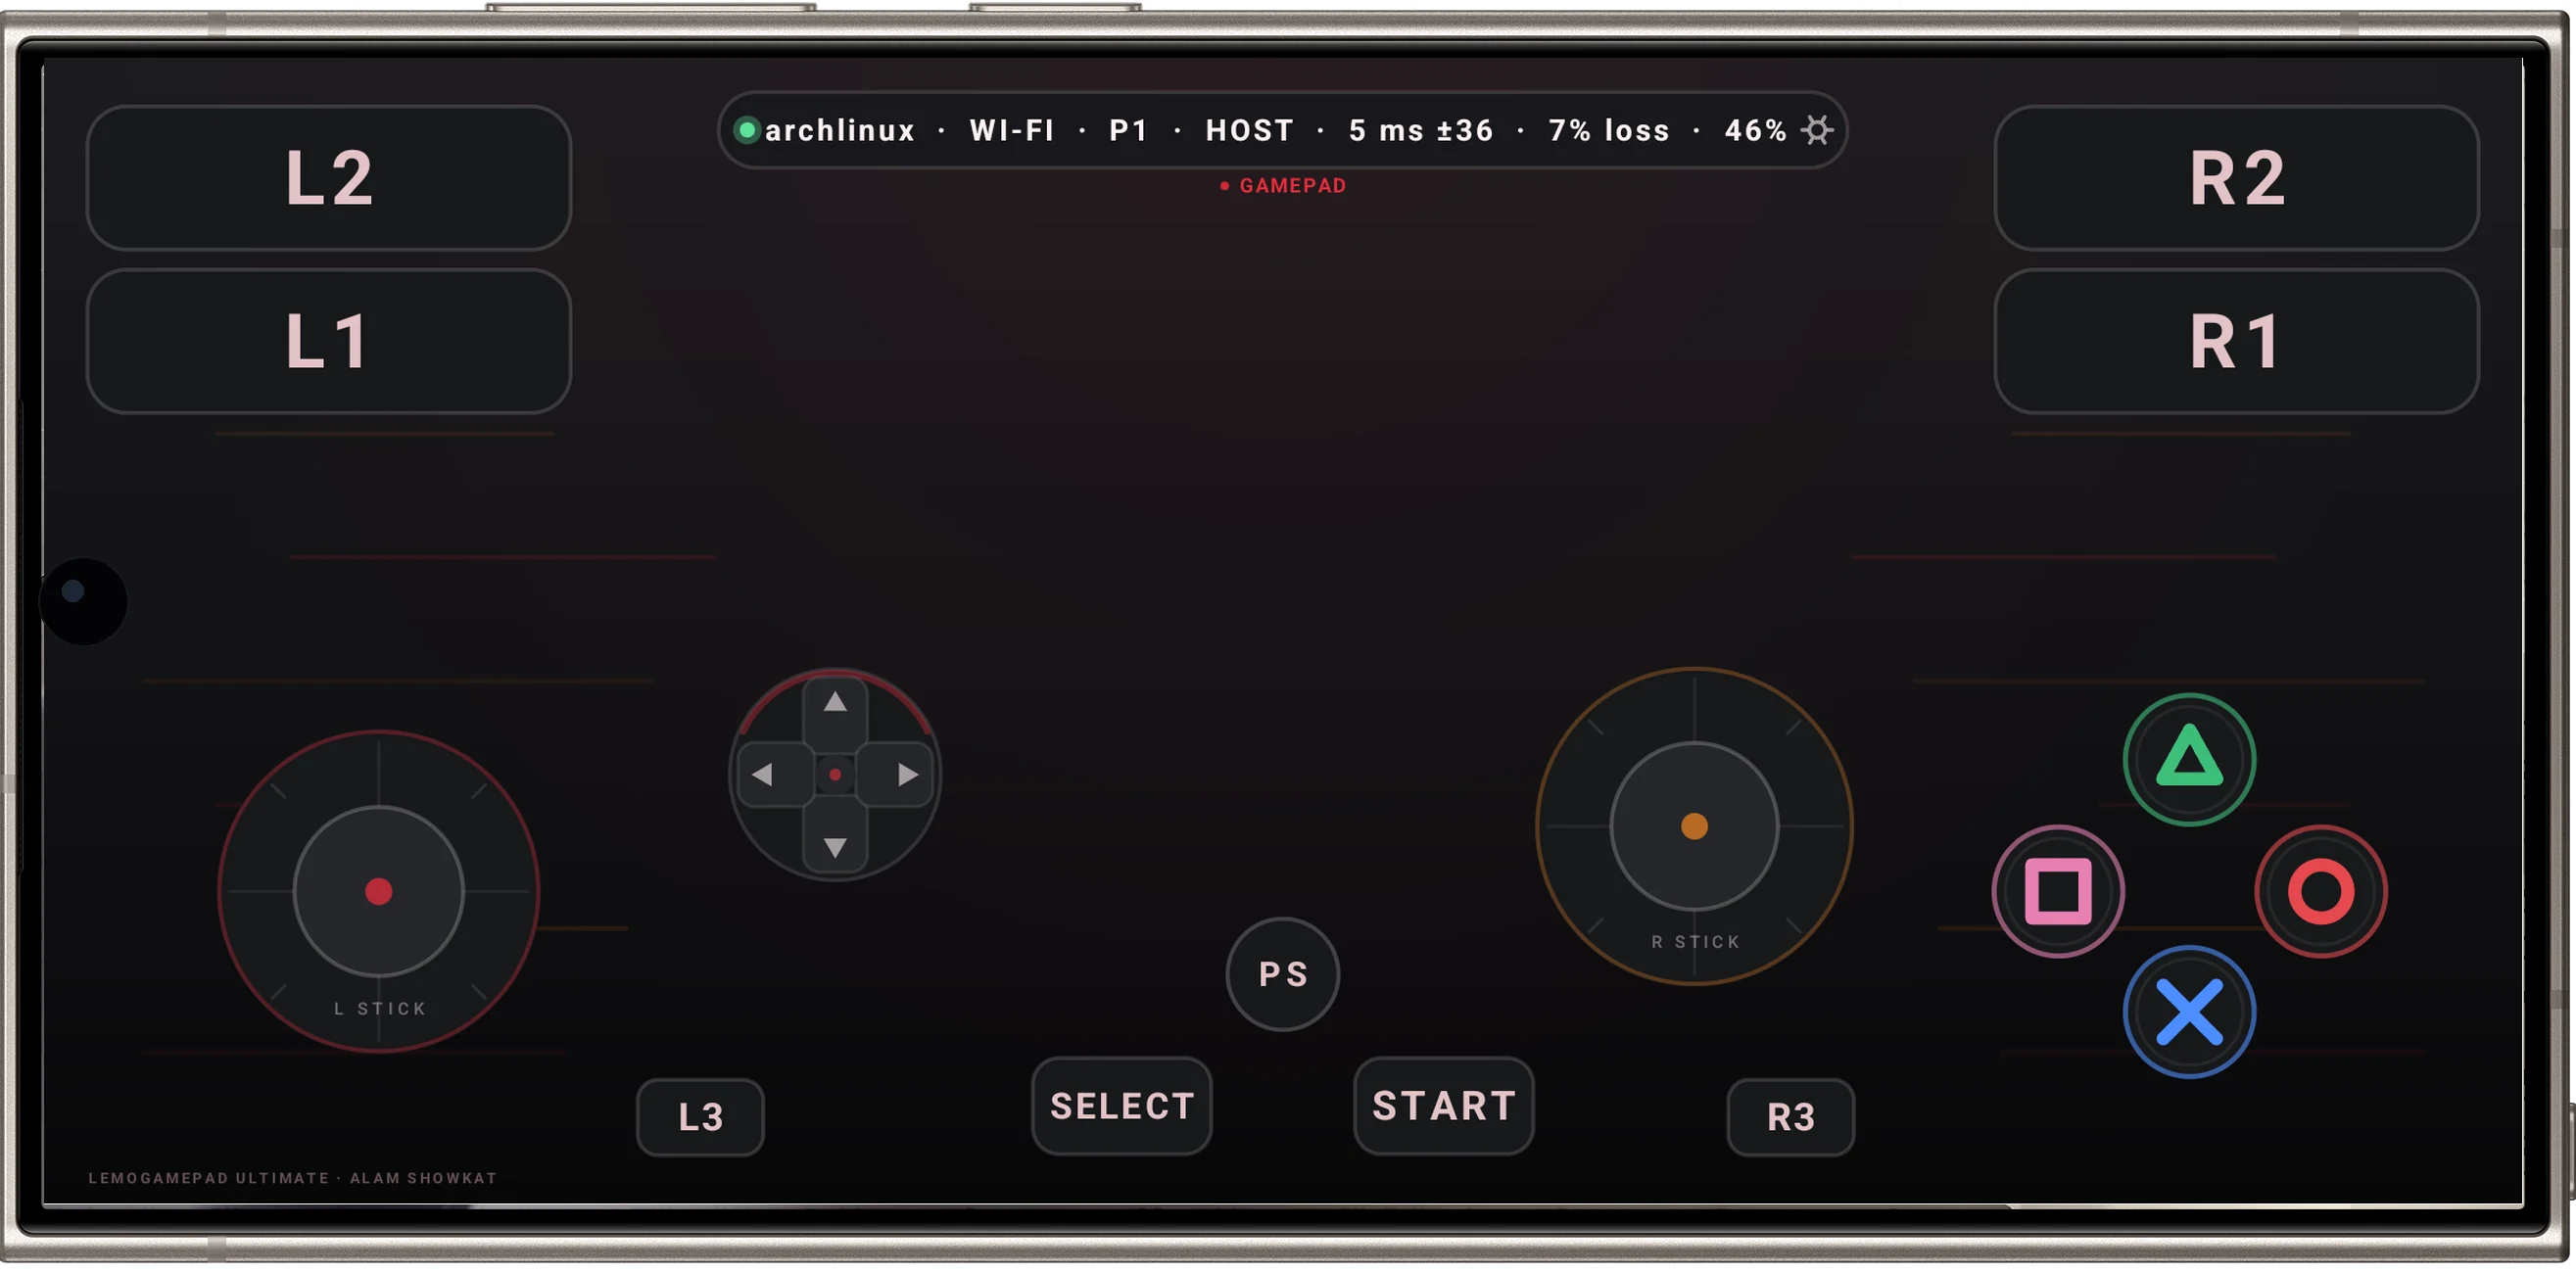 L2
archlinux · WI-FI · P1 · HOST · 5 ms ±36 · 7% loss · 46%
R2
• GAMEPAD
L1
R1
R STICK
PS
L STICK
L3
SELECT
START
R3
LEMOGAMEPAD ULTIMATE · ALAM SHOWKAT